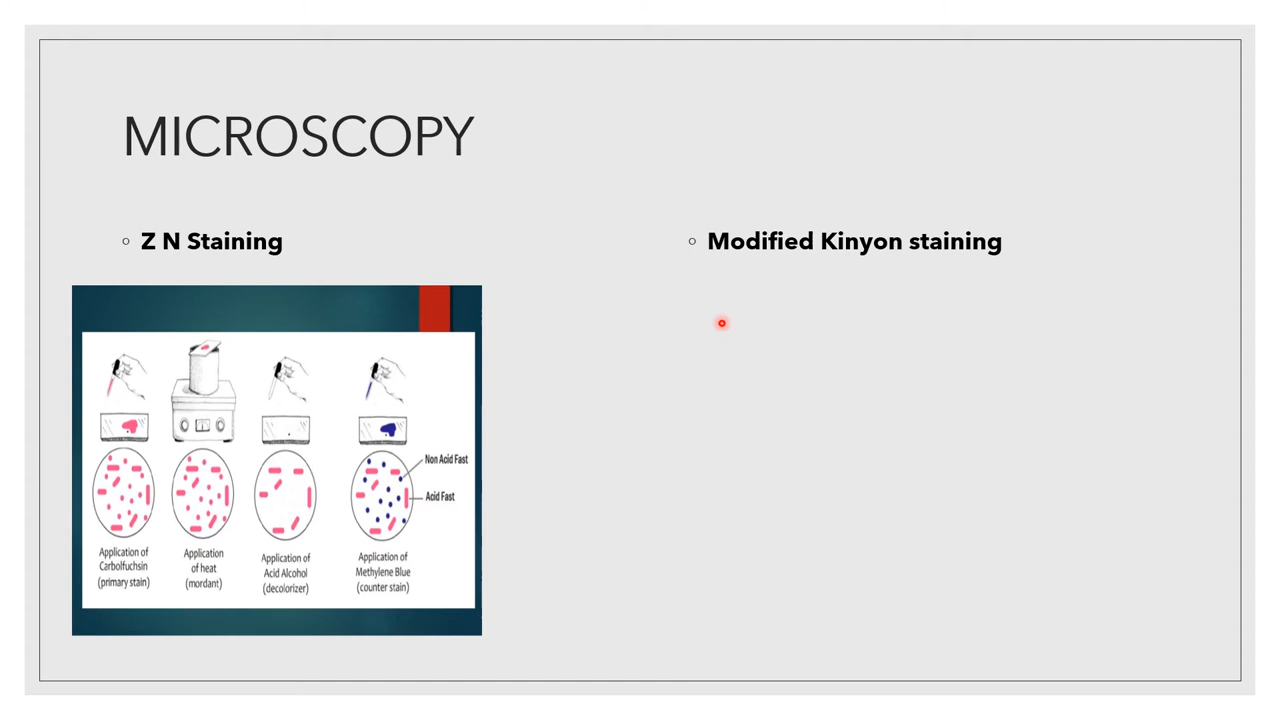 MICROSCOPY
Z N Staining
Modified Kinyon staining
Non Acid Fast
Acid Fast
Application of
Carbolfuchsin
(primary stain)
Application
of heat
(mordant)
Application of
Acid Alcohol
(decolorizer)
Application of
Methylene Blue
(counter stain)